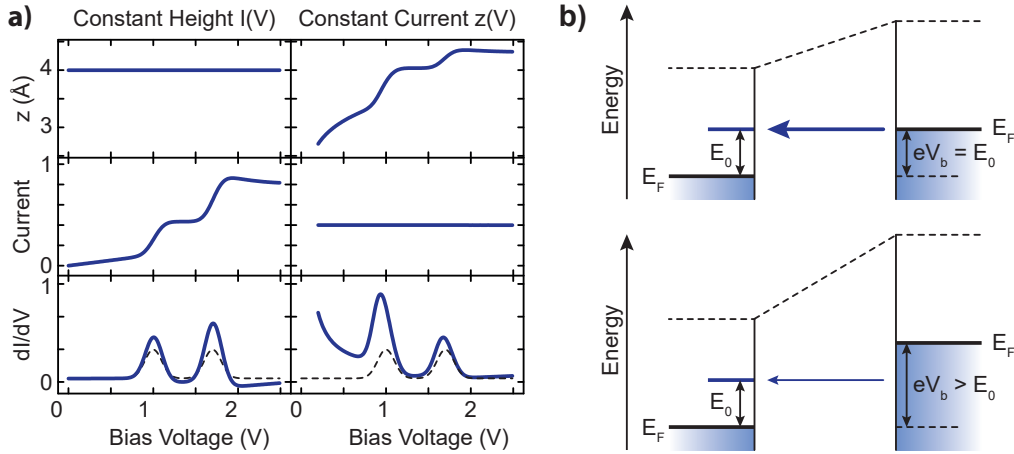 a)
Constant Height I(V)
Constant Current z(V)
z (Å)
4
3
Current
1
0
dI/dV
1
0
0
1
2
0
1
2
Bias Voltage (V)
Bias Voltage (V)
b)
Energy
E_F
E_0
eV_b = E_0
E_F
Energy
E_F
E_0
eV_b > E_0
E_F